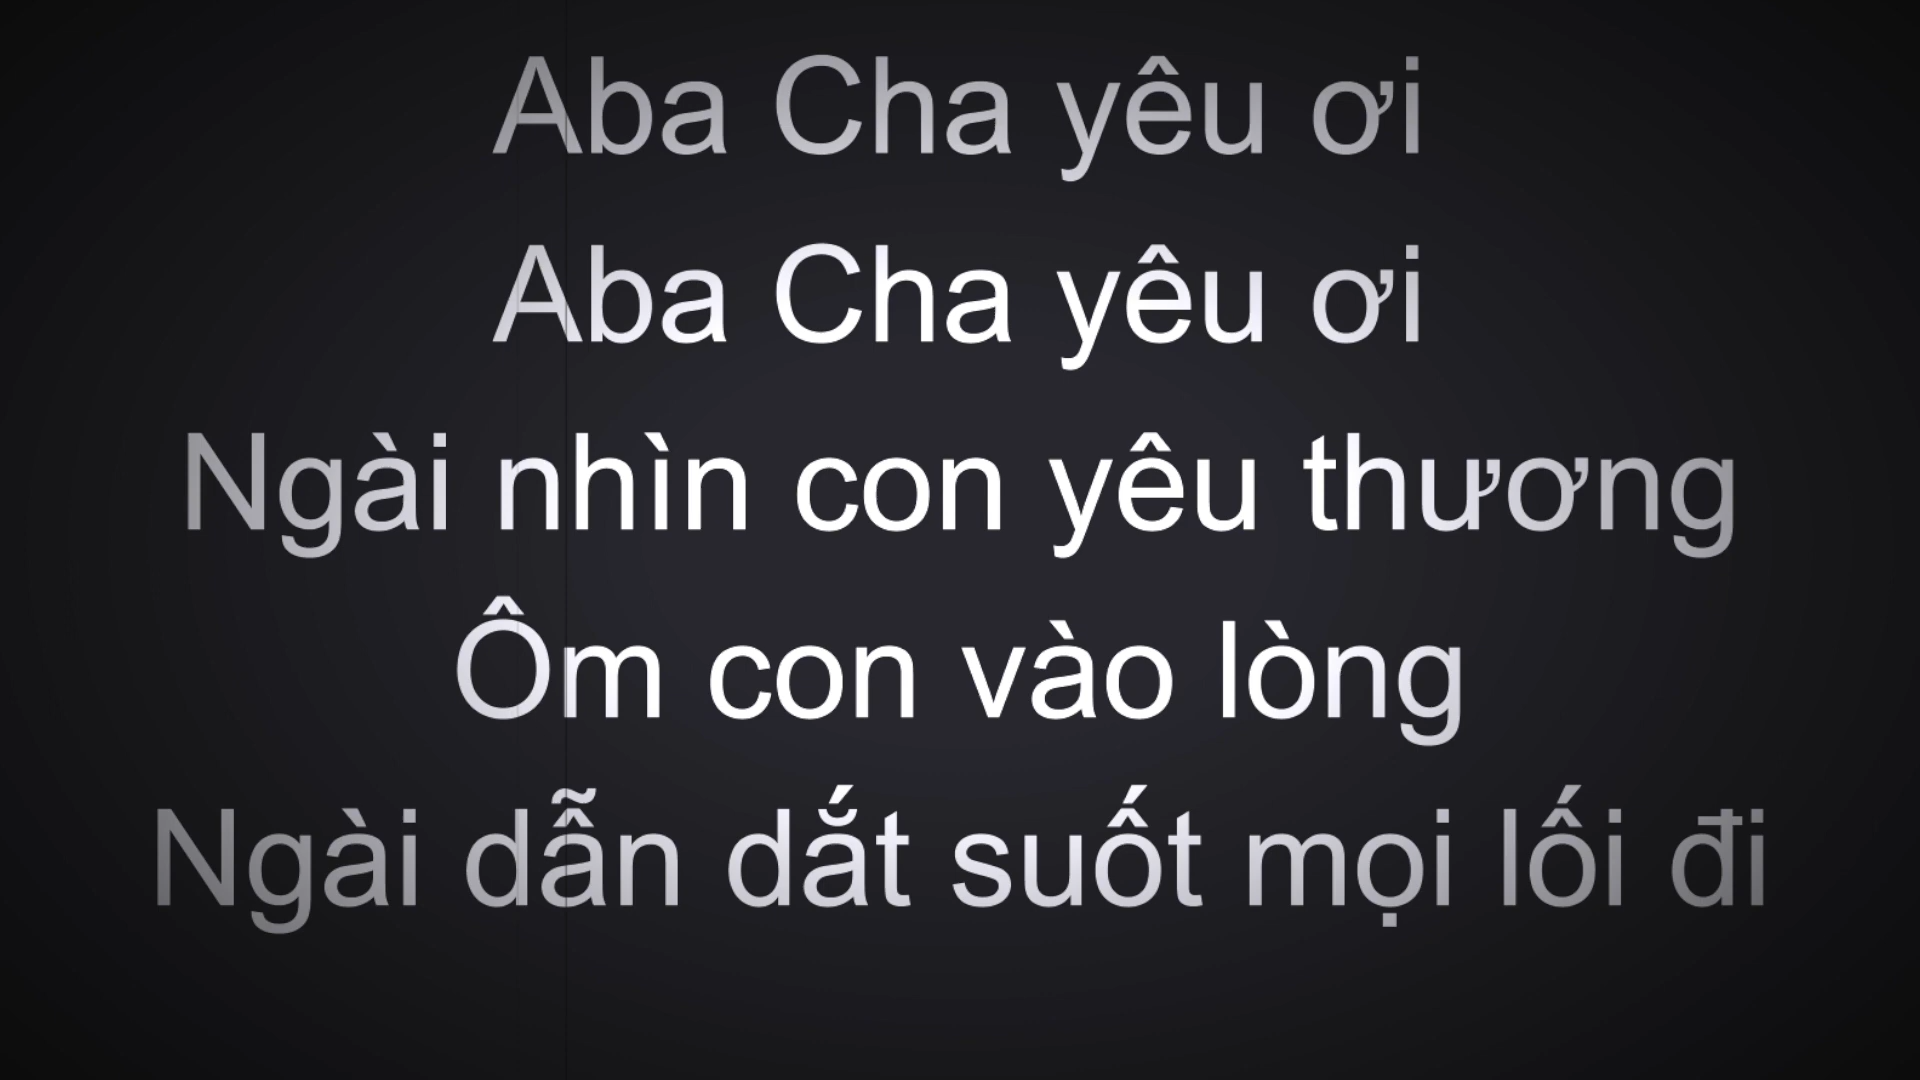 Aba Cha yêu ơi
Aba Cha yêu ơi
Ngài nhìn con yêu thương
Ôm con vào lòng
Ngài dẫn dắt suốt mọi lối đi